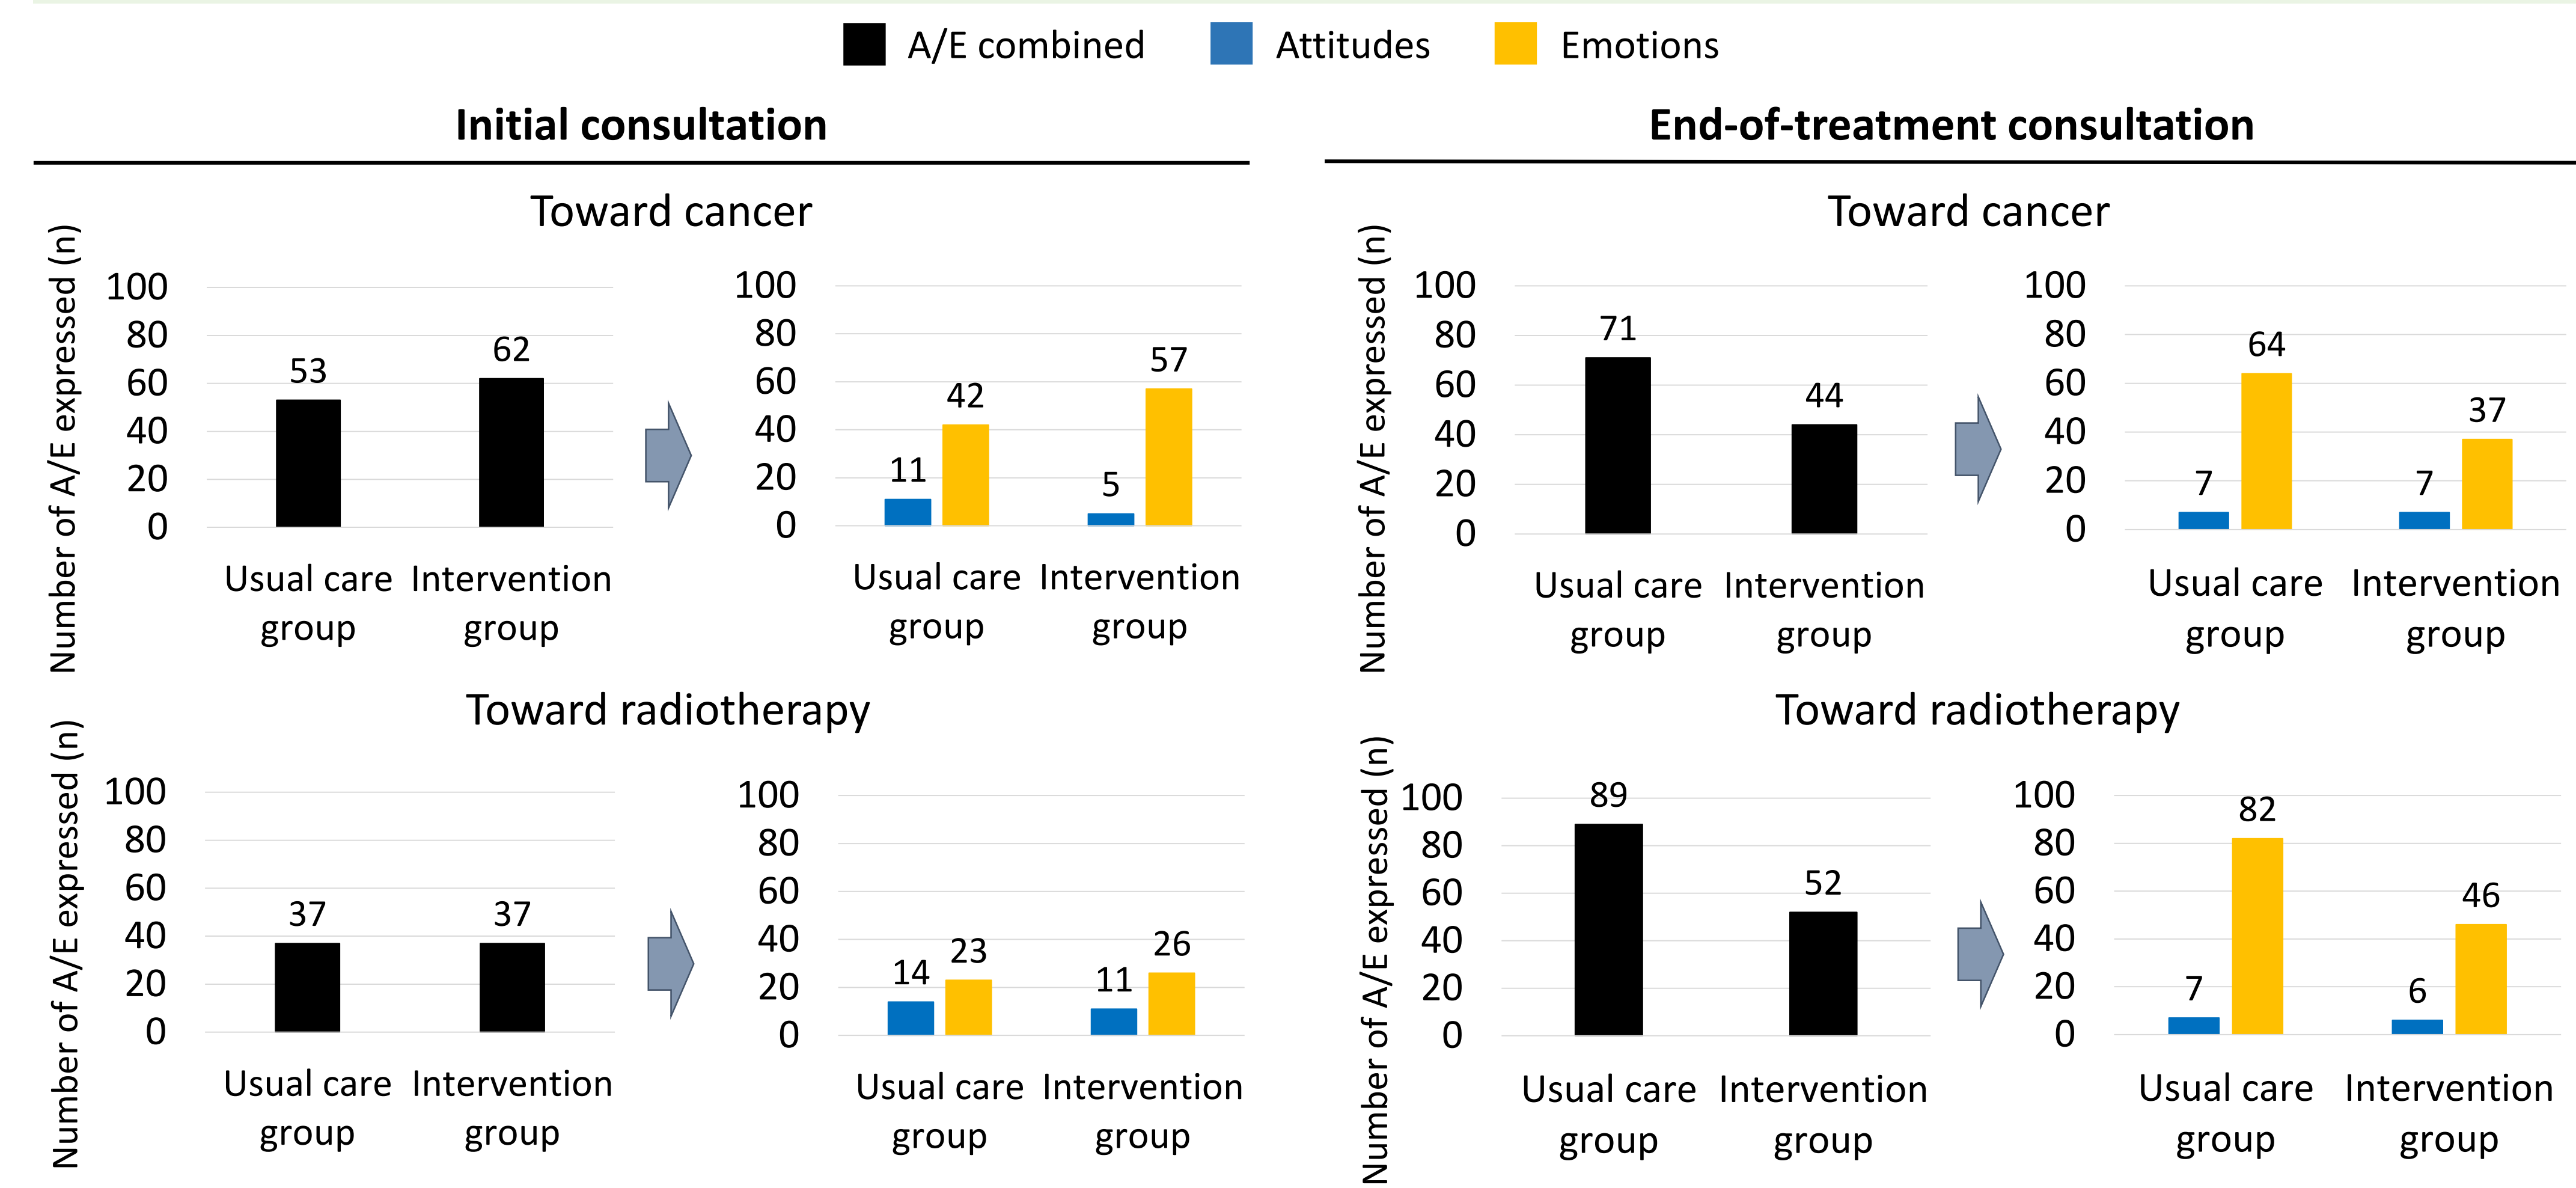 A/E combined
Attitudes
Emotions
Initial consultation
Toward cancer
Number of A/E expressed (n)
100
80
60
40
20
0
53
62
Usual care group
Intervention group
100
80
60
40
20
0
11
42
5
57
Usual care group
Intervention group
Toward radiotherapy
Number of A/E expressed (n)
100
80
60
40
20
0
37
37
Usual care group
Intervention group
100
80
60
40
20
0
14
23
11
26
Usual care group
Intervention group
End-of-treatment consultation
Toward cancer
Number of A/E expressed (n)
100
80
60
40
20
0
71
44
Usual care group
Intervention group
100
80
60
40
20
0
7
64
7
37
Usual care group
Intervention group
Toward radiotherapy
Number of A/E expressed (n)
100
80
60
40
20
0
89
52
Usual care group
Intervention group
100
80
60
40
20
0
7
82
6
46
Usual care group
Intervention group